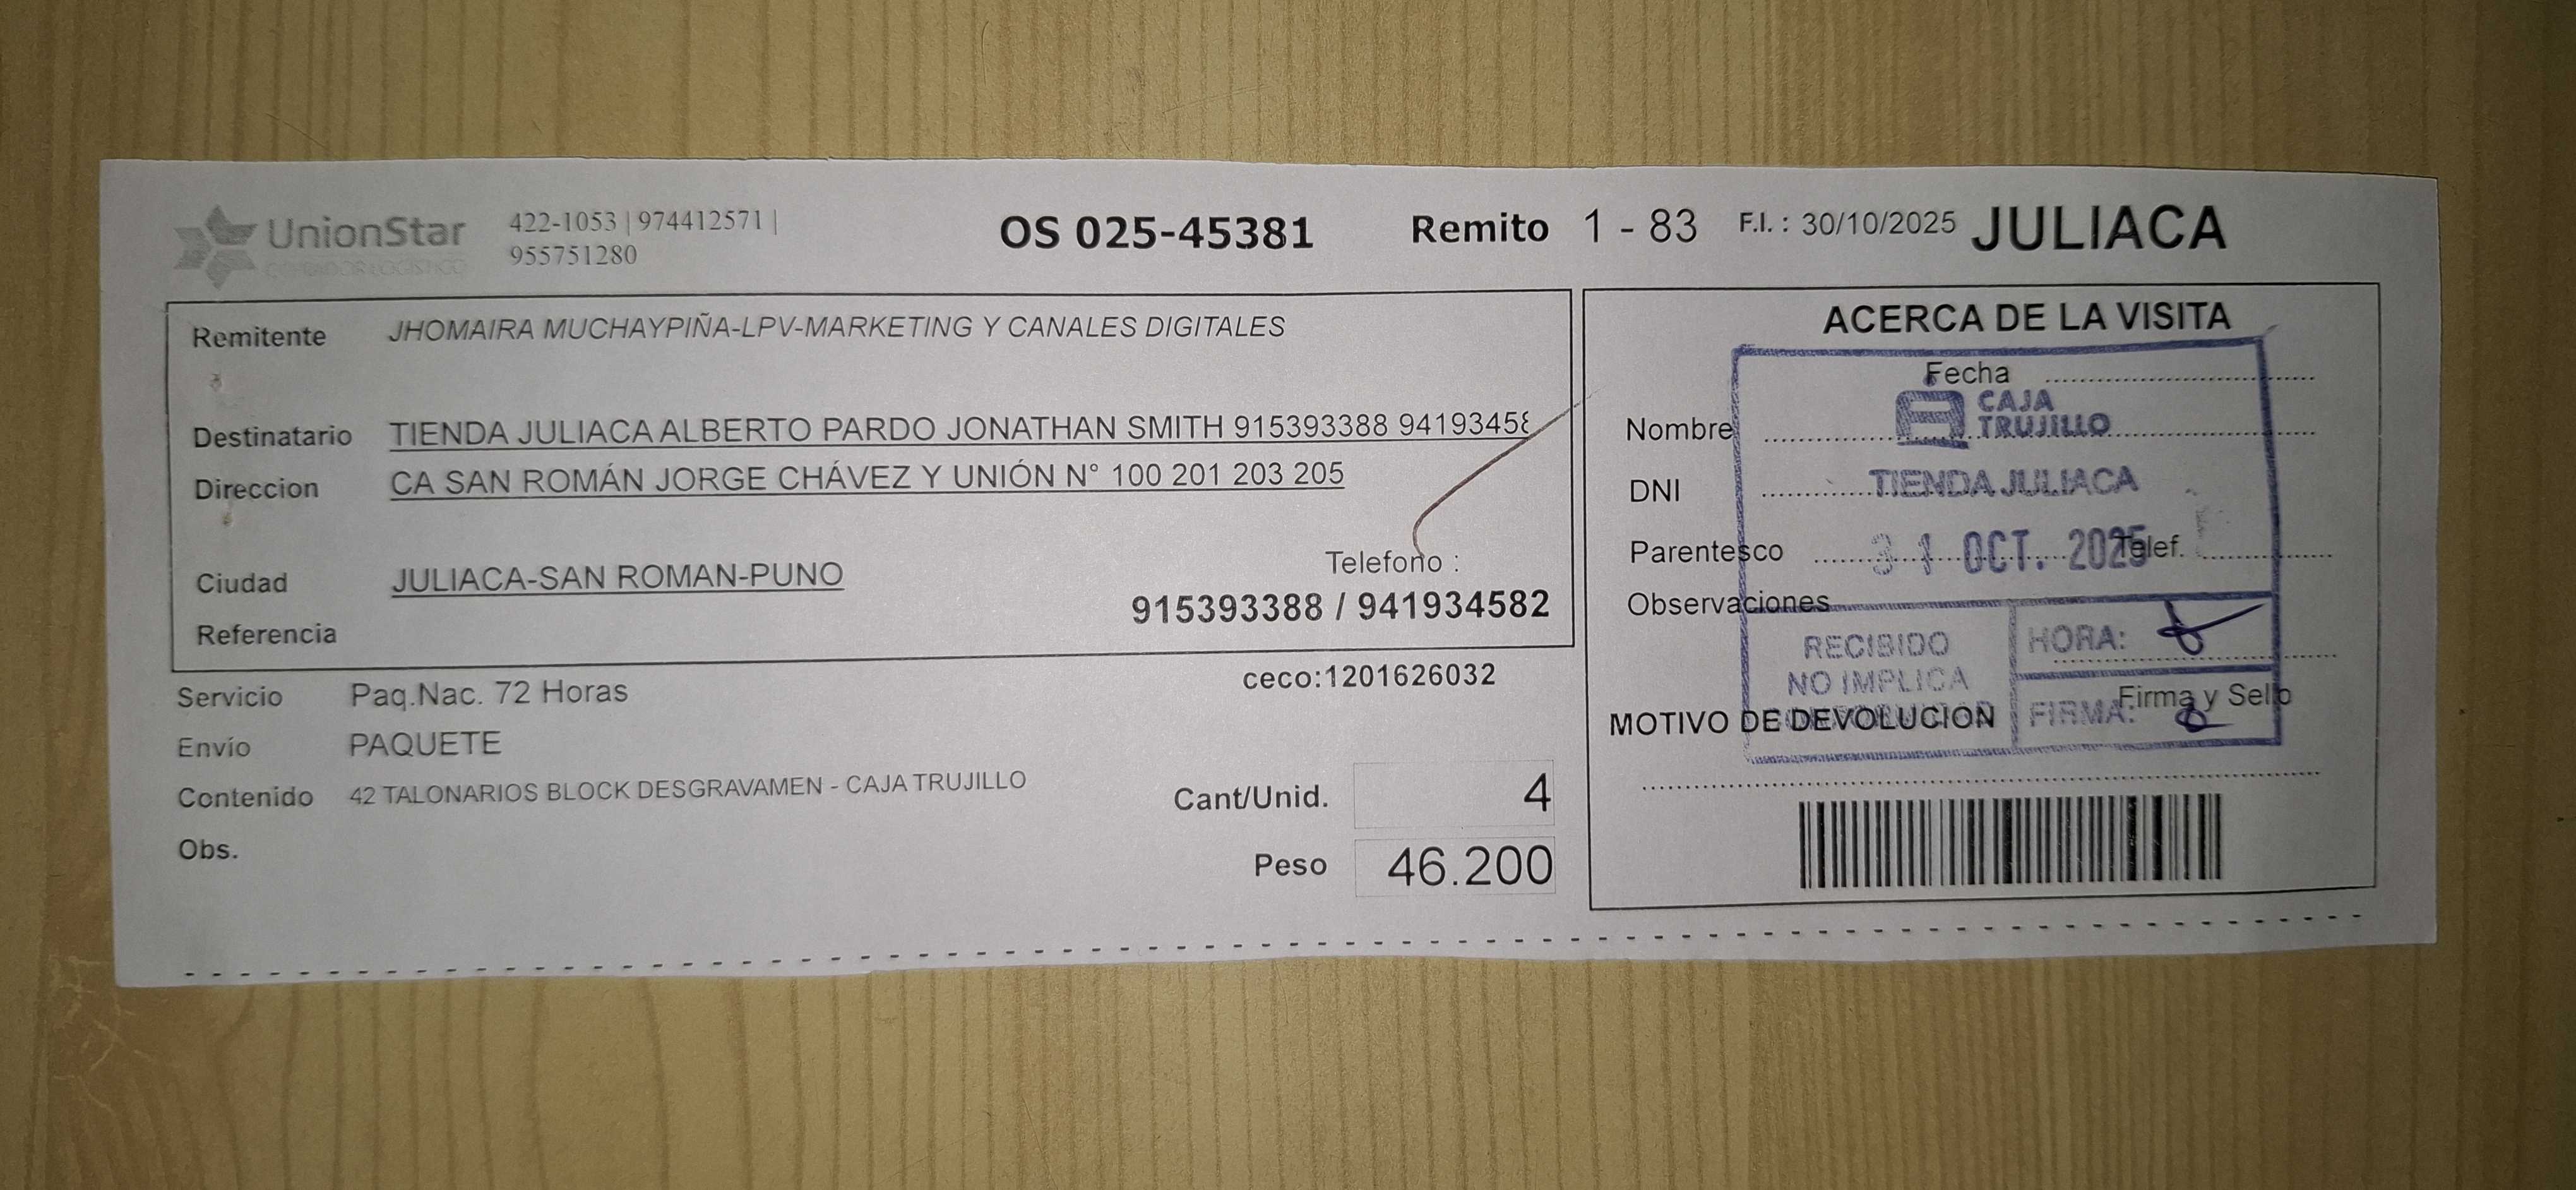 UnionStar
OPERADOR LOGÍSTICO
422-1053 | 974412571 |
955751280
OS 025-45381
Remito 1 - 83
F.I. : 30/10/2025
JULIACA
Remitente JHOMAIRA MUCHAYPIÑA-LPV-MARKETING Y CANALES DIGITALES
Destinatario TIENDA JULIACA ALBERTO PARDO JONATHAN SMITH 915393388 94193458
Direccion CA SAN ROMÁN JORGE CHÁVEZ Y UNIÓN N° 100 201 203 205
Ciudad JULIACA-SAN ROMAN-PUNO
Telefono :
915393388 / 941934582
Referencia
ceco:1201626032
Servicio Paq.Nac. 72 Horas
Envío PAQUETE
Contenido 42 TALONARIOS BLOCK DESGRAVAMEN - CAJA TRUJILLO
Obs.
Cant/Unid. 4
Peso 46.200
ACERCA DE LA VISITA
Fecha
Nombre
DNI
Parentesco
Telef.
Observaciones
Firma y Sello
MOTIVO DE DEVOLUCION
CAJA
TRUJILLO
TIENDA JULIACA
31 OCT. 2025
RECIBIDO
NO IMPLICA
HORA:
FIRMA: